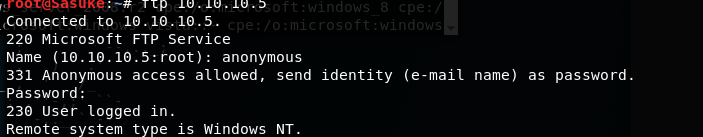 root@Sasuke:~# ftp 10.10.10.5
Connected to 10.10.10.5.
220 Microsoft FTP Service
Name (10.10.10.5:root): anonymous
331 Anonymous access allowed, send identity (e-mail name) as password.
Password:
230 User logged in.
Remote system type is Windows NT.